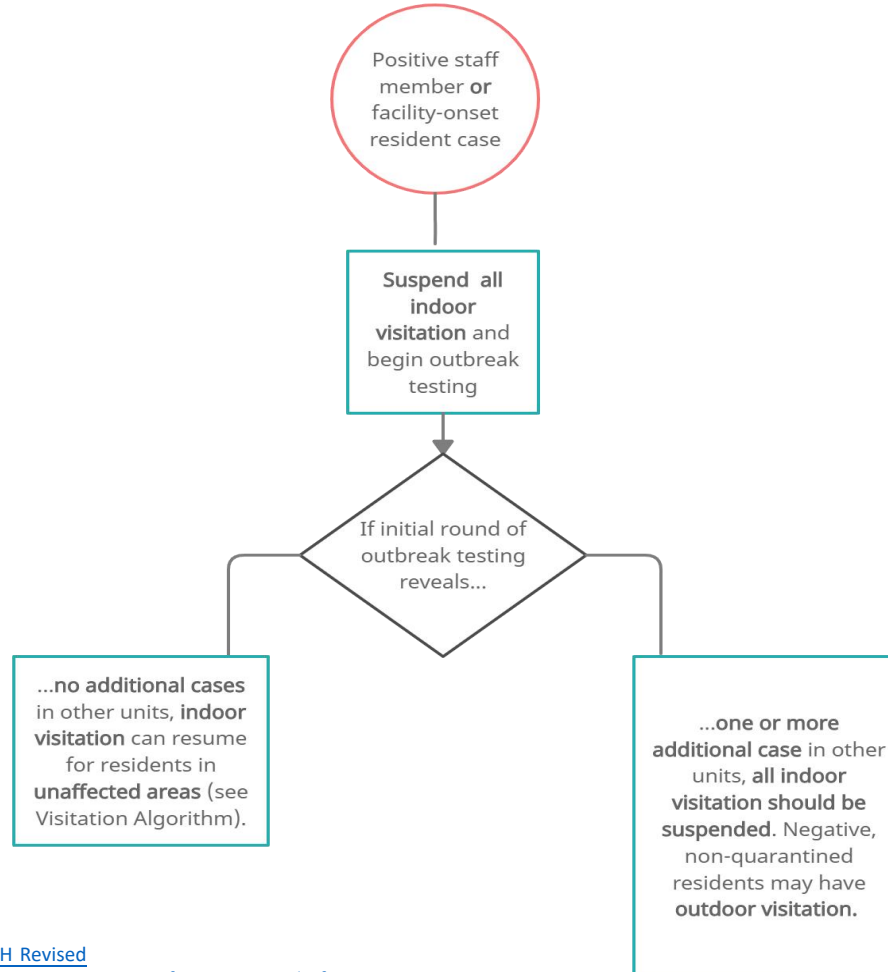 Positive staff
member or
facility-onset
resident case
Suspend all
indoor
visitation and
begin outbreak
testing
If initial round of
outbreak testing
reveals...
...no additional cases
in other units, indoor
visitation can resume
for residents in
unaffected areas (see
Visitation Algorithm).
...one or more
additional case in other
units, all indoor
visitation should be
suspended. Negative,
non-quarantined
residents may have
outdoor visitation.
H Revised